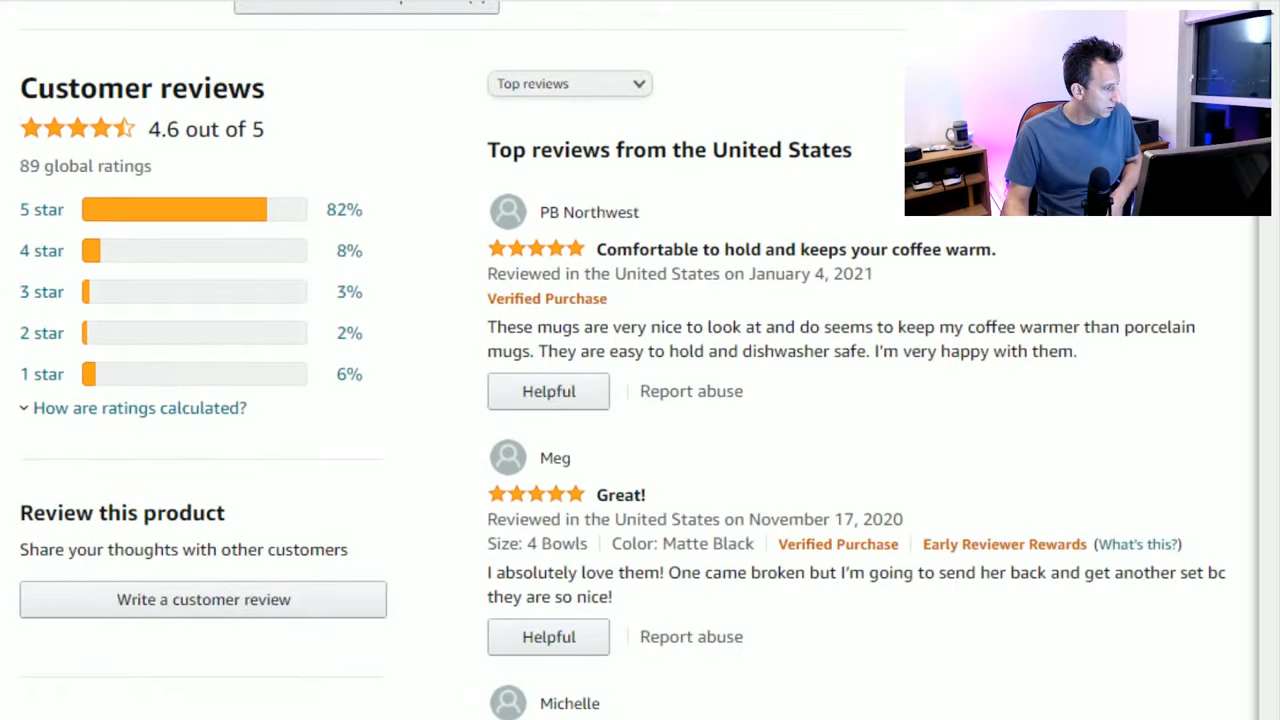 Customer reviews
4.6 out of 5
89 global ratings
5 star 82%
4 star 8%
3 star 3%
2 star 2%
1 star 6%
How are ratings calculated?
Review this product
Share your thoughts with other customers
Write a customer review
Top reviews
Top reviews from the United States
PB Northwest
Comfortable to hold and keeps your coffee warm.
Reviewed in the United States on January 4, 2021
Verified Purchase
These mugs are very nice to look at and do seems to keep my coffee warmer than porcelain
mugs. They are easy to hold and dishwasher safe. I'm very happy with them.
Helpful | Report abuse
Meg
Great!
Reviewed in the United States on November 17, 2020
Size: 4 Bowls | Color: Matte Black | Verified Purchase | Early Reviewer Rewards (What's this?)
I absolutely love them! One came broken but I'm going to send her back and get another set bc
they are so nice!
Helpful | Report abuse
Michelle